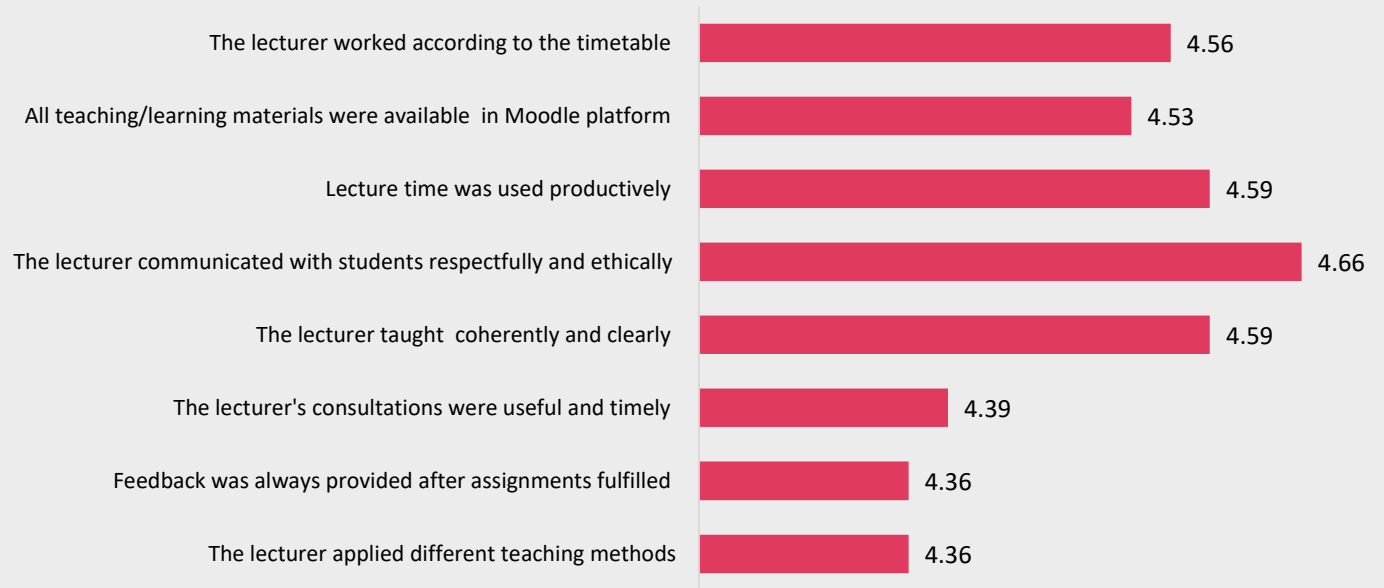 The lecturer worked according to the timetable 4.56
All teaching/learning materials were available  in Moodle platform 4.53
Lecture time was used productively 4.59
The lecturer communicated with students respectfully and ethically 4.66
The lecturer taught  coherently and clearly 4.59
The lecturer's consultations were useful and timely 4.39
Feedback was always provided after assignments fulfilled 4.36
The lecturer applied different teaching methods 4.36